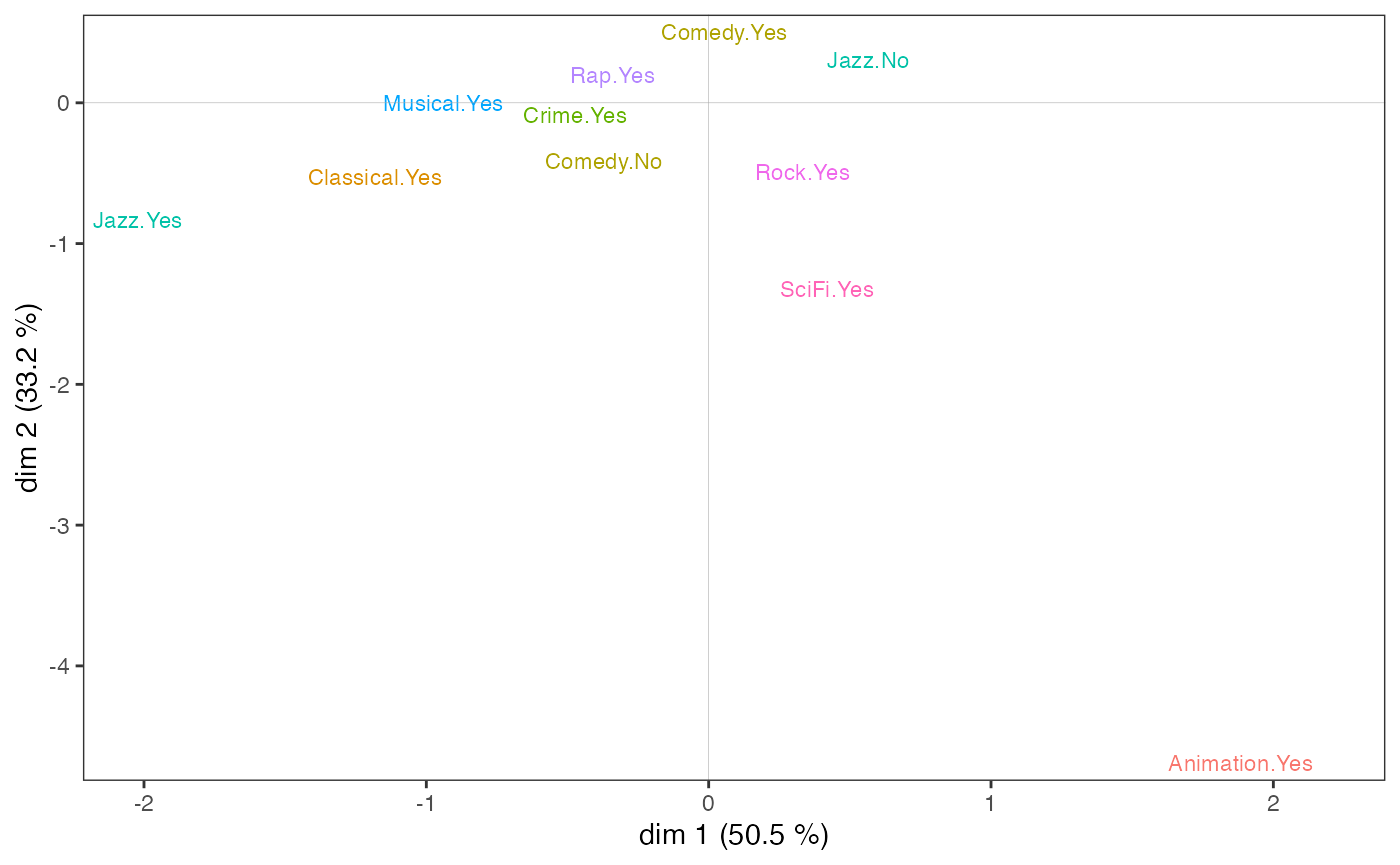 Comedy.Yes
Jazz.No
Rap.Yes
Musical.Yes
Crime.Yes
Comedy.No
Rock.Yes
Classical.Yes
Jazz.Yes
SciFi.Yes
Animation.Yes
0
-1
-2
-3
-4
dim 2 (33.2 %)
-2 -1 0 1 2
dim 1 (50.5 %)